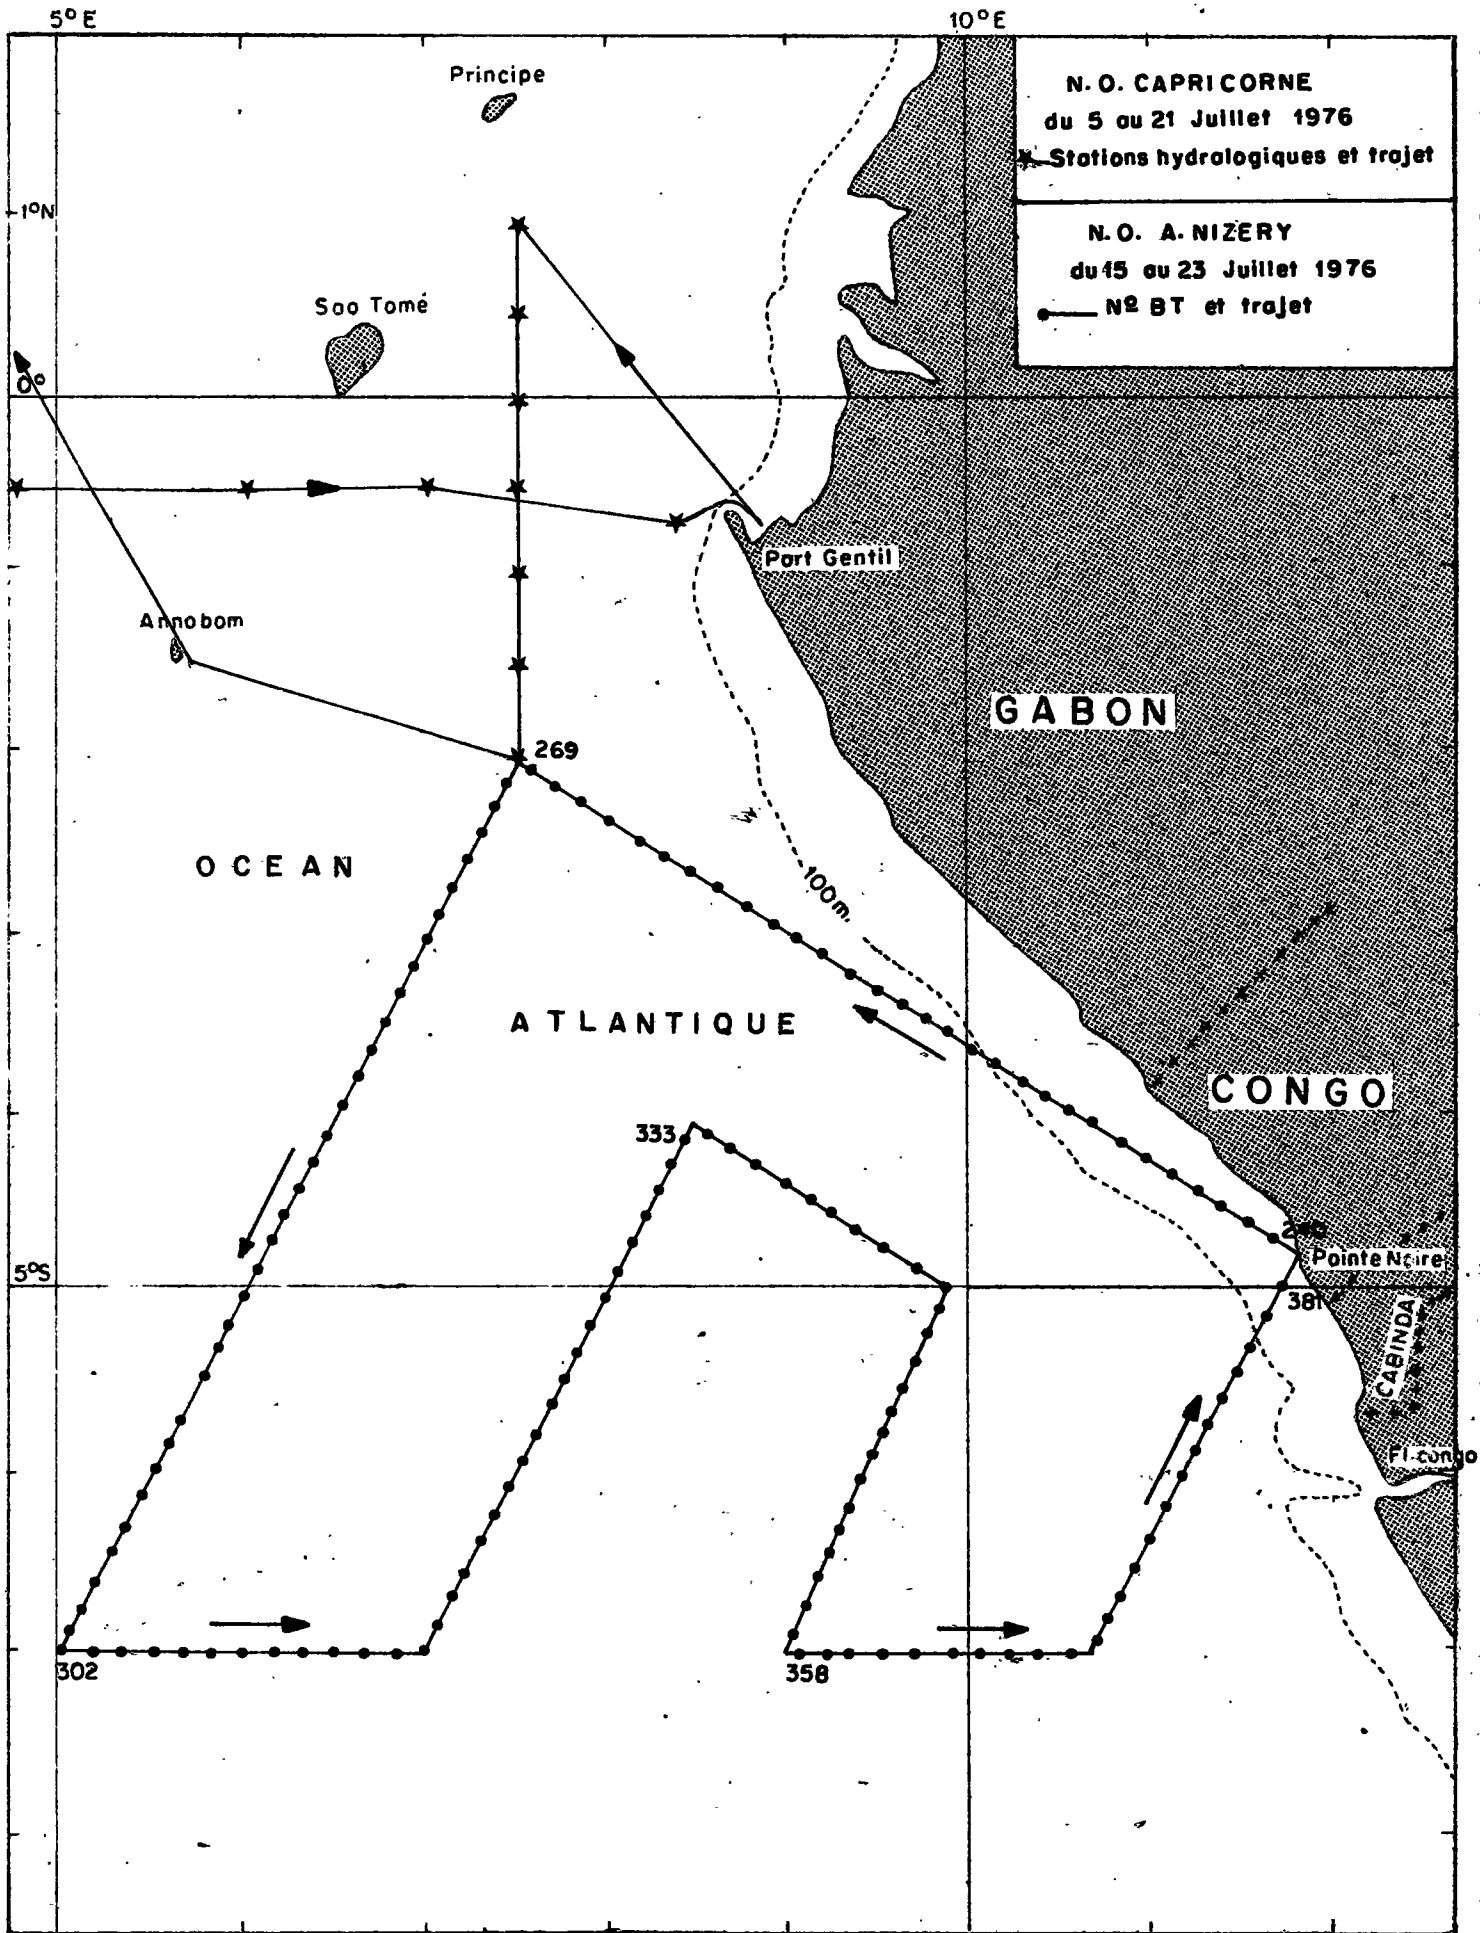 5°E
10°E
Principe
N.O. CAPRICORNE
du 5 au 21 Juillet 1976
Stations hydralogiques et trajet
1°N
N.O. A. NIZERY
du 15 au 23 Juillet 1976
Nº BT et trajet
Sao Tomé
0°
Port Gentil
Annobom
GABON
269
OCEAN
100m.
ATLANTIQUE
CONGO
333
Pointe Noire
5°S
381
CABINDA
Fl. congo
302
358